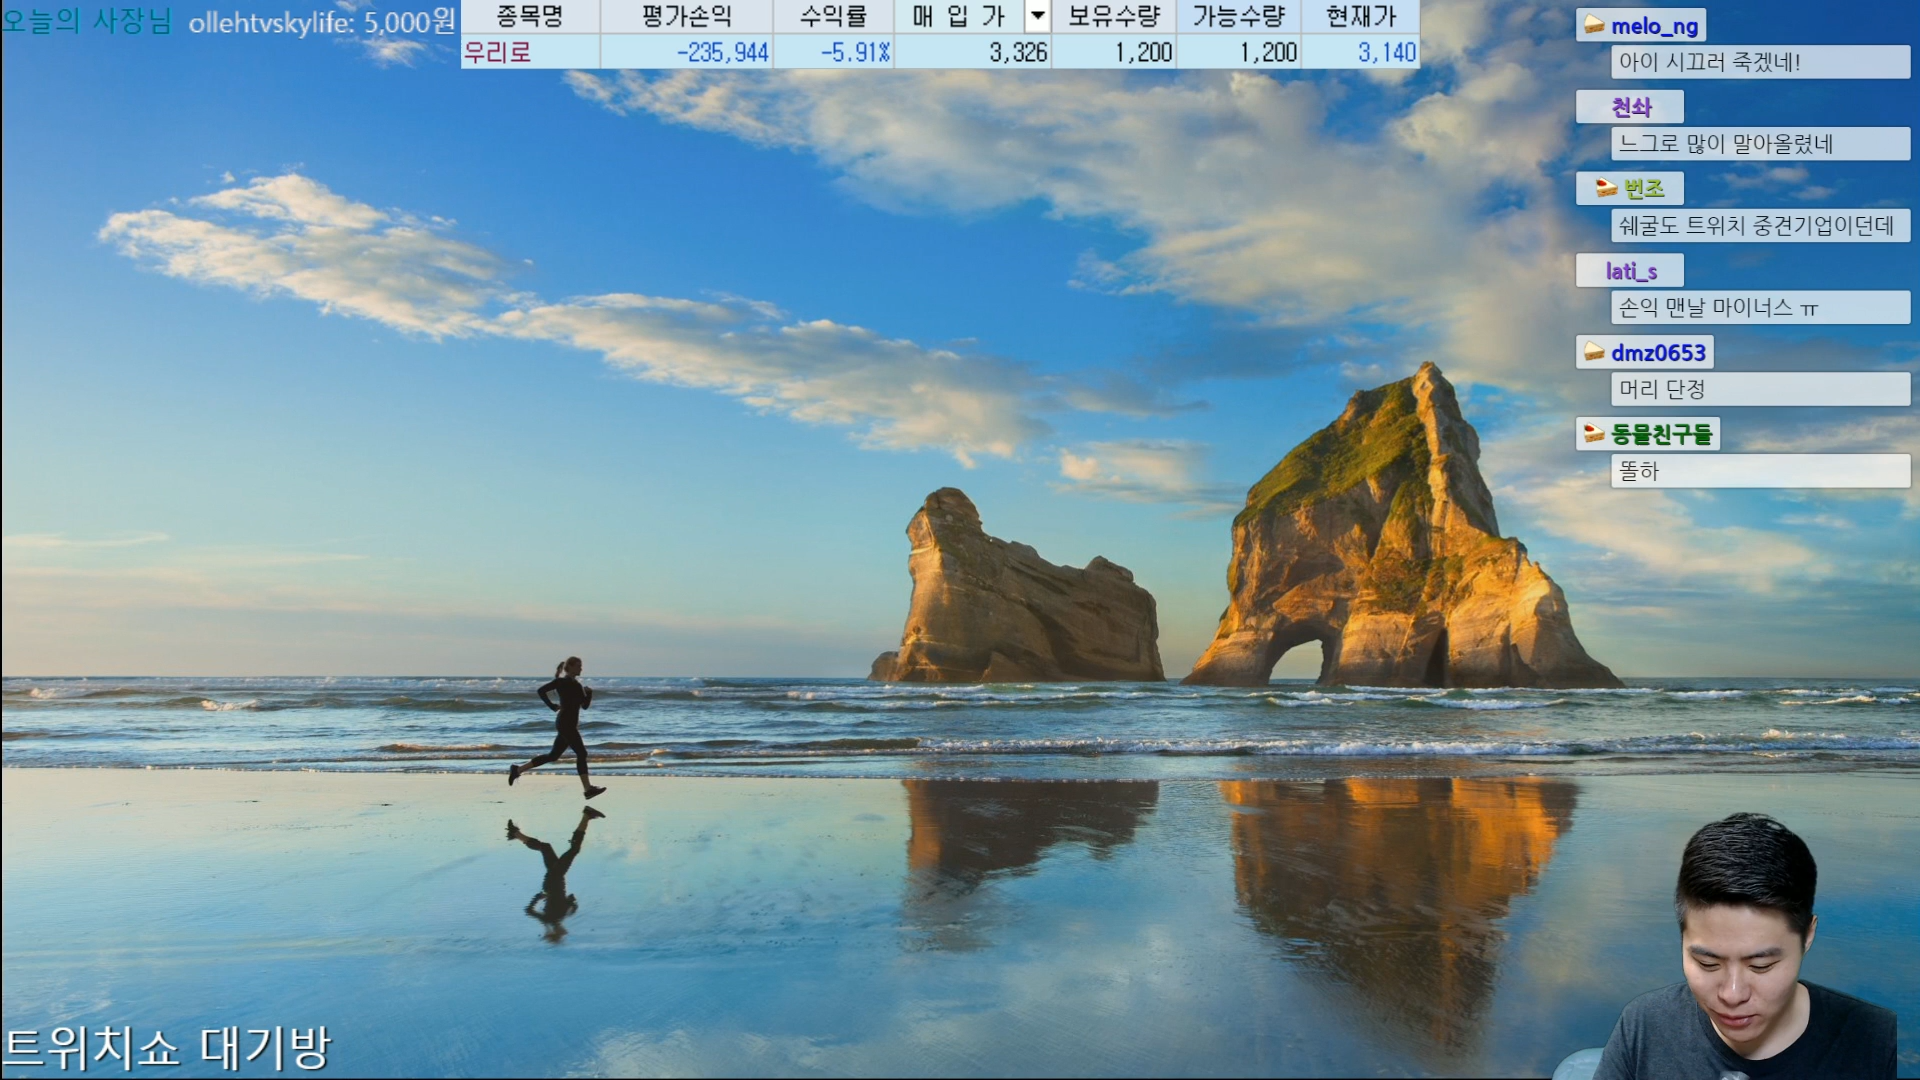 오늘의 사장님 ollehtvskylife: 5,000원
종목명 평가손익 수익률 매 입 가 보유수량 가능수량 현재가
우리로 -235,944 -5.91% 3,326 1,200 1,200 3,140
melo_ng
아이 시끄러 죽겠네!
천솨
느그로 많이 말아올렸네
번조
쉐굴도 트위치 중견기업이던데
lati_s
손익 맨날 마이너스 ㅠ
dmz0653
머리 단정
동물친구들
똘하
트위치쇼 대기방